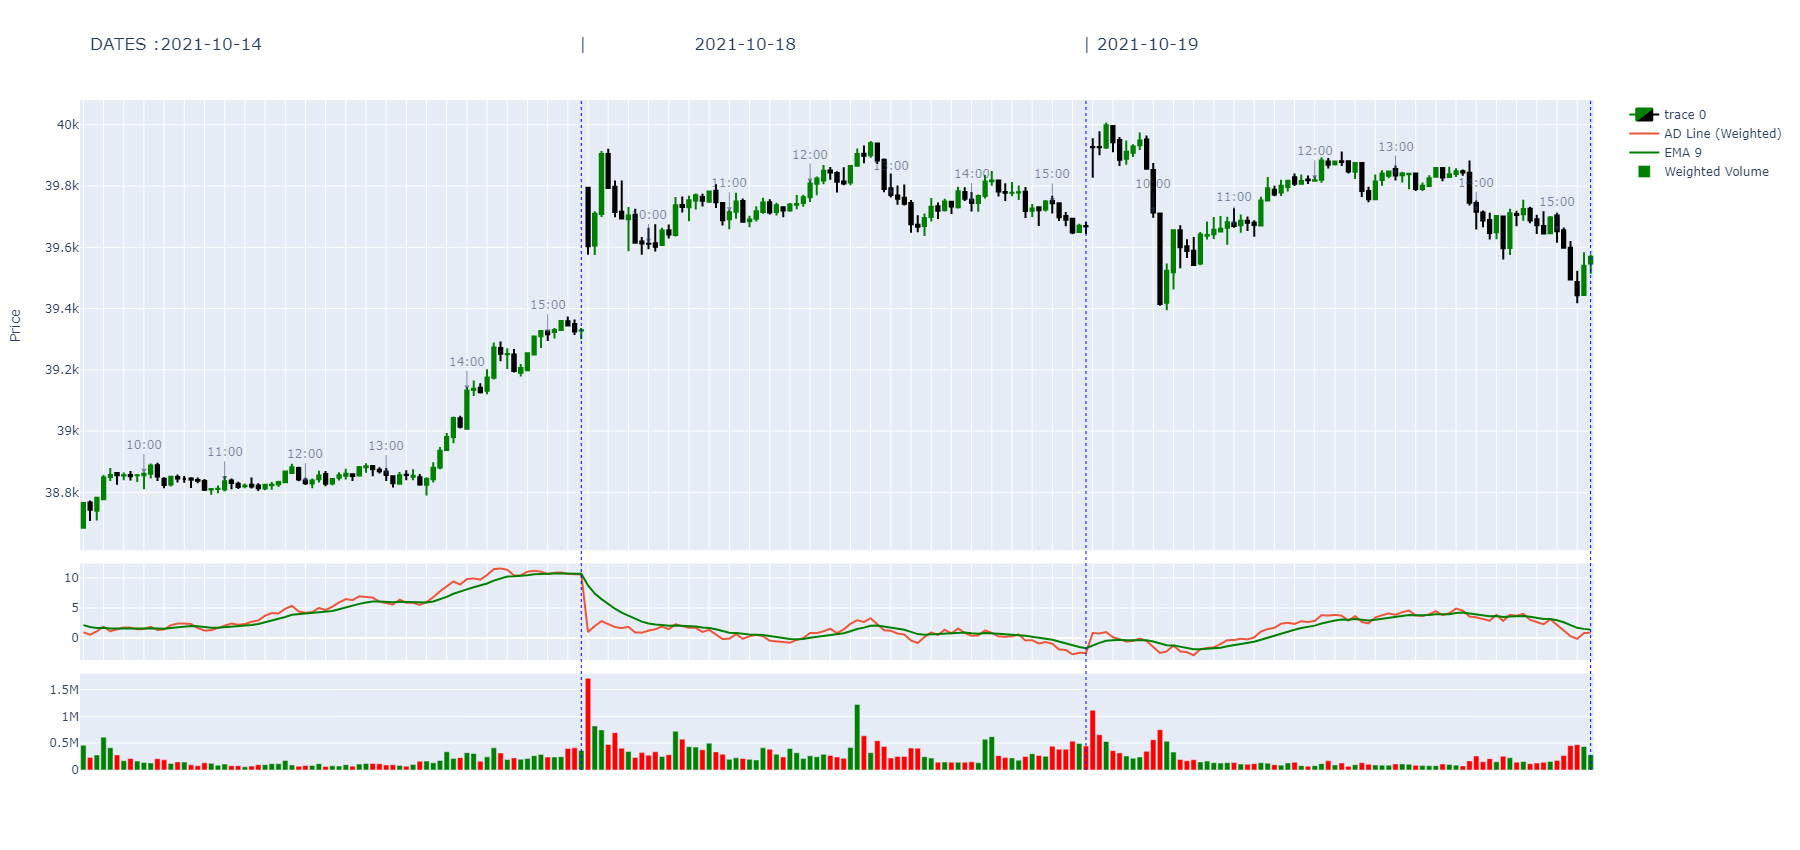 DATES :2021-10-14 | 2021-10-18 | 2021-10-19
trace 0
AD Line (Weighted)
EMA 9
Weighted Volume
Price
40k
39.8k
39.6k
39.4k
39.2k
39k
38.8k
10:00
11:00
12:00
13:00
14:00
15:00
11:00
12:00
14:00
15:00
10:00
11:00
12:00
13:00
14:00
15:00
10
5
0
1.5M
1M
0.5M
0